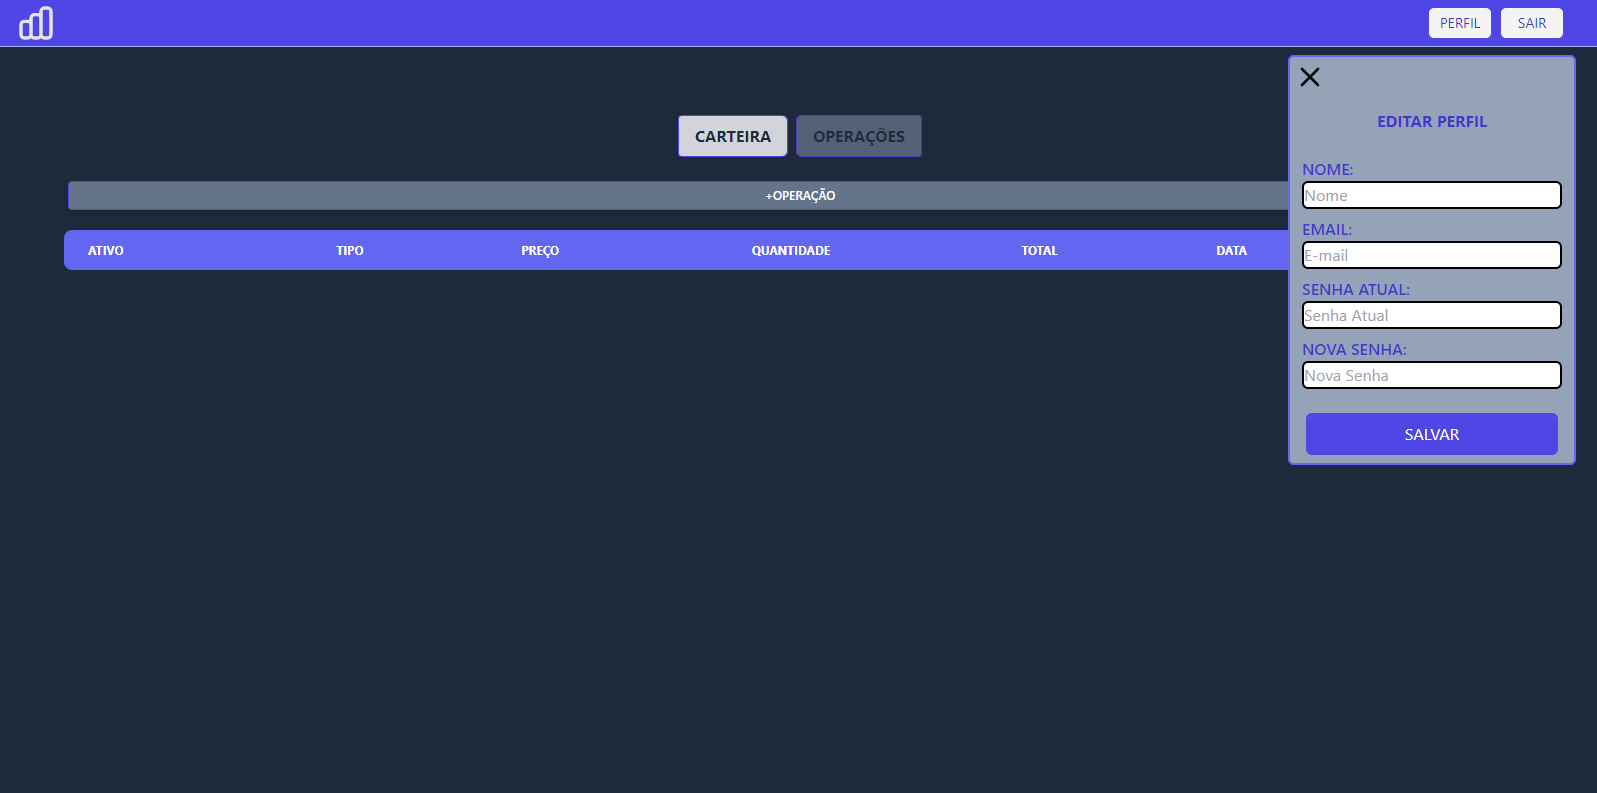 PERFIL SAIR
CARTEIRA OPERAÇÕES
+OPERAÇÃO
ATIVO TIPO PREÇO QUANTIDADE TOTAL DATA
EDITAR PERFIL
NOME:
Nome
EMAIL:
E-mail
SENHA ATUAL:
Senha Atual
NOVA SENHA:
Nova Senha
SALVAR